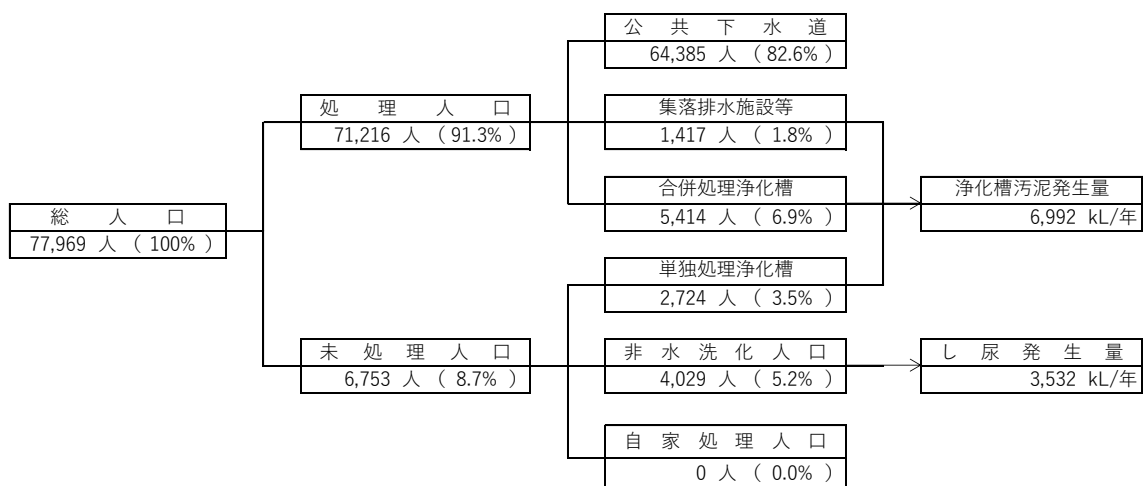 公共下水道
64,385 人 ( 82.6% )
処理人口
71,216 人 ( 91.3% )
集落排水施設等
1,417 人 ( 1.8% )
合併処理浄化槽
5,414 人 ( 6.9% )
浄化槽汚泥発生量
6,992 kL/年
総人口
77,969 人 ( 100% )
単独処理浄化槽
2,724 人 ( 3.5% )
未処理人口
6,753 人 ( 8.7% )
非水洗化人口
4,029 人 ( 5.2% )
し尿発生量
3,532 kL/年
自家処理人口
0 人 ( 0.0% )